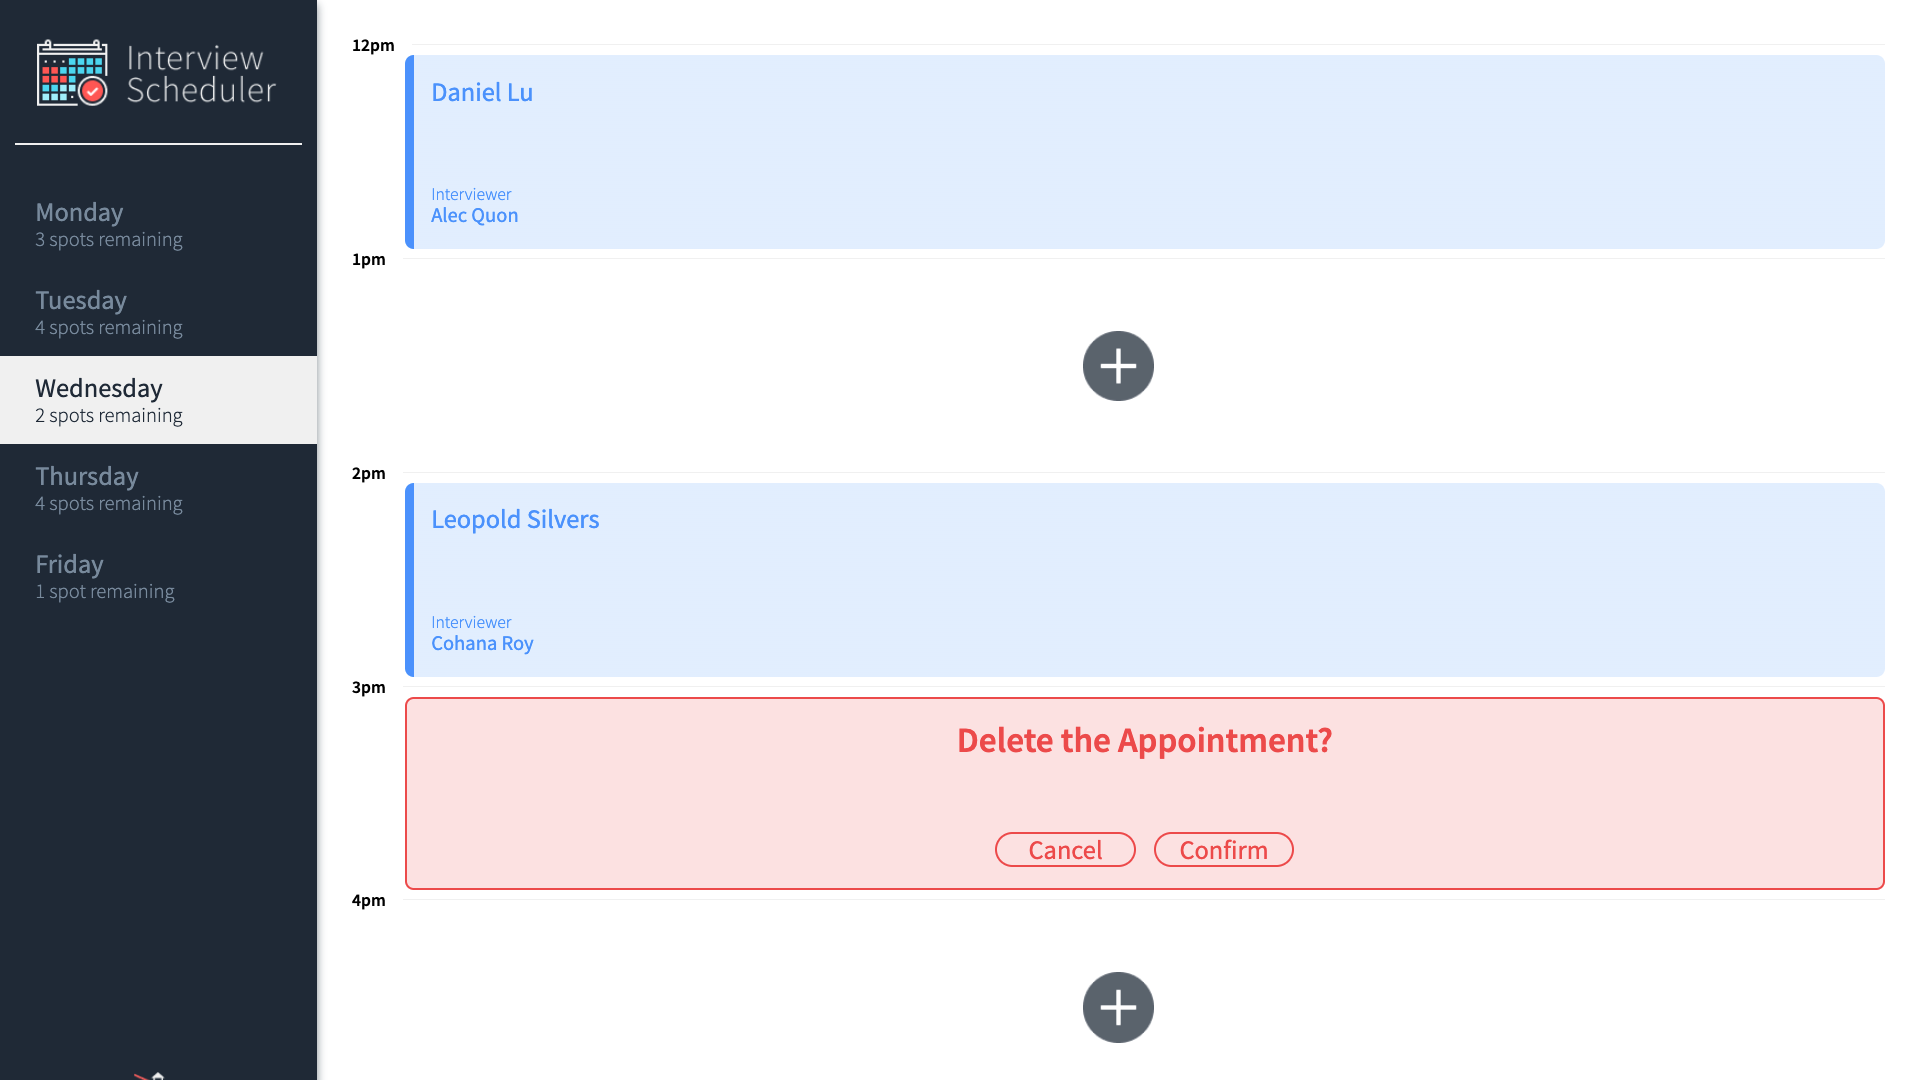 Interview
Scheduler
Monday
3 spots remaining
Tuesday
4 spots remaining
Wednesday
2 spots remaining
Thursday
4 spots remaining
Friday
1 spot remaining
12pm
Daniel Lu
Interviewer
Alec Quon
1pm
2pm
Leopold Silvers
Interviewer
Cohana Roy
3pm
Delete the Appointment?
Cancel Confirm
4pm